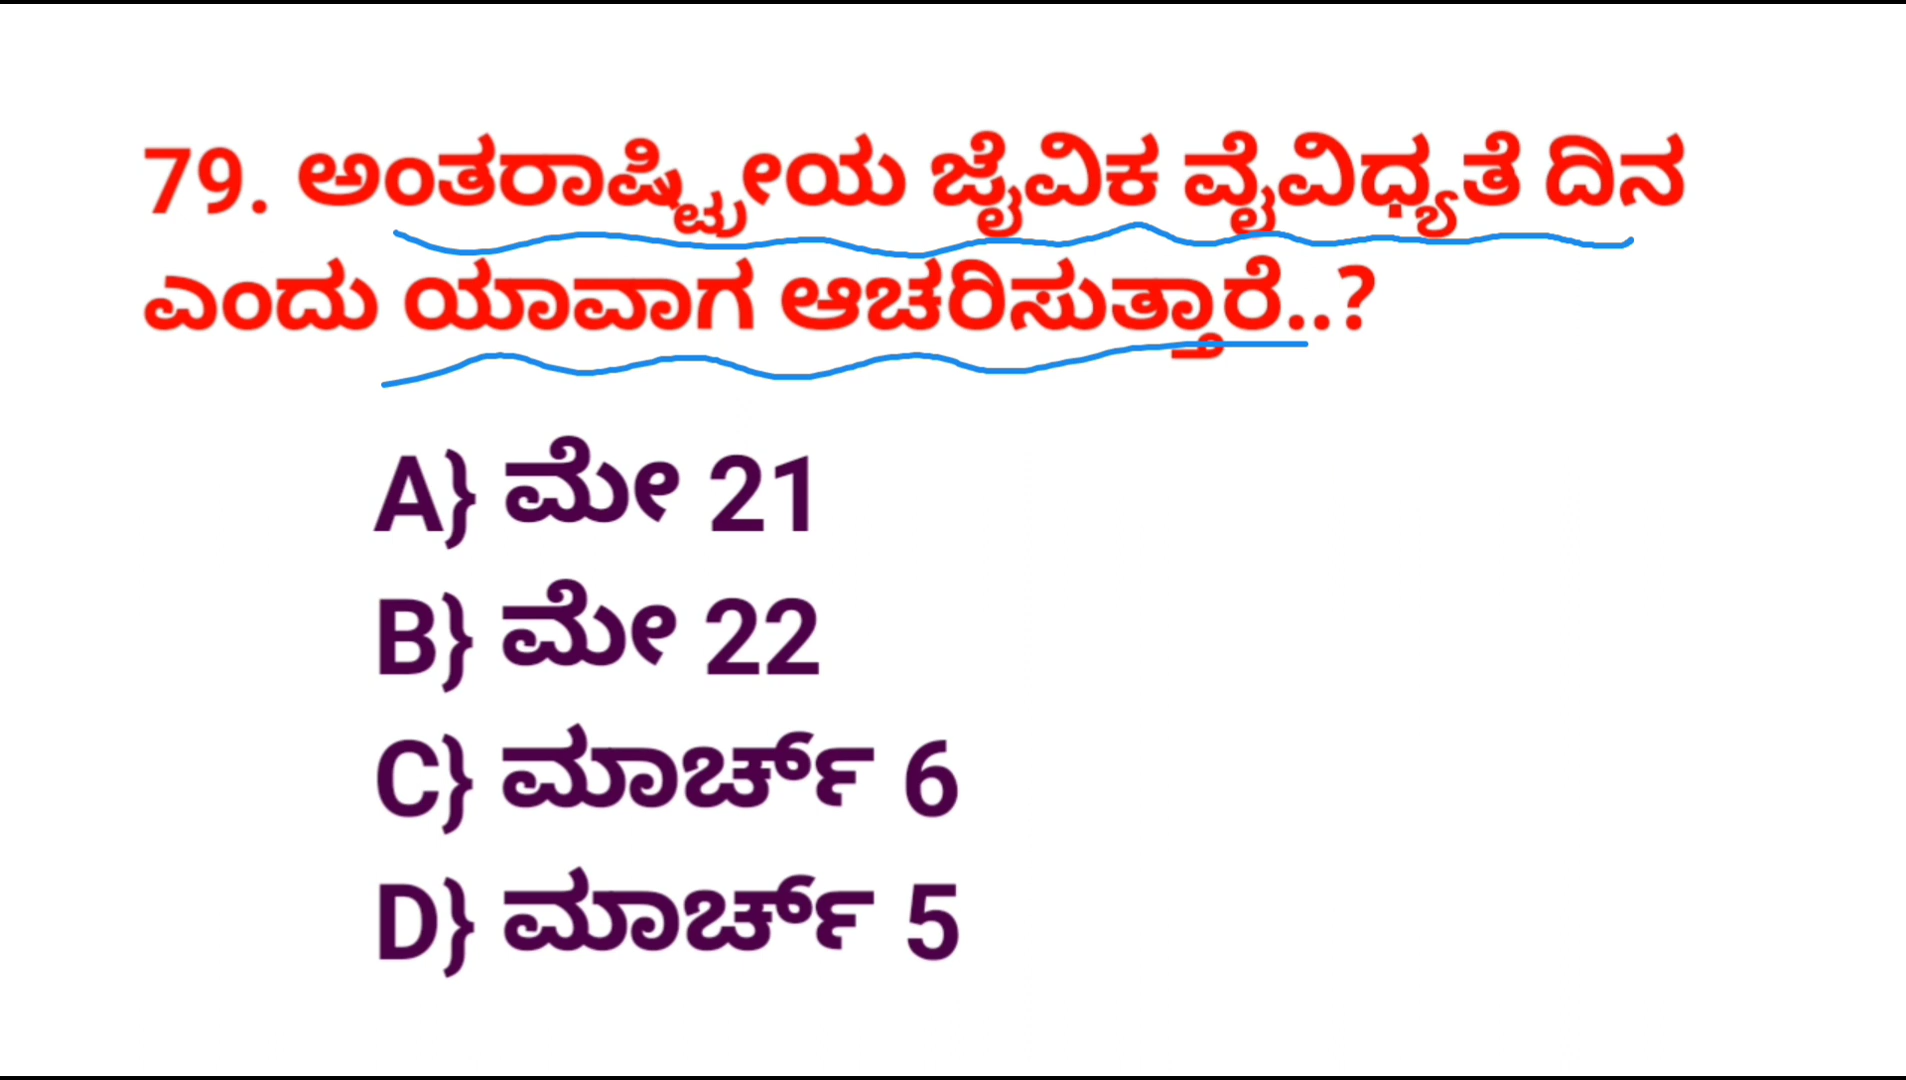 79. ಅಂತರಾಷ್ಟ್ರೀಯ ಜೈವಿಕ ವೈವಿಧ್ಯತೆ ದಿನ
ಎಂದು ಯಾವಾಗ ಆಚರಿಸುತ್ತಾರೆ..?
A} ಮೇ 21
B} ಮೇ 22
C} ಮಾರ್ಚ್ 6
D} ಮಾರ್ಚ್ 5